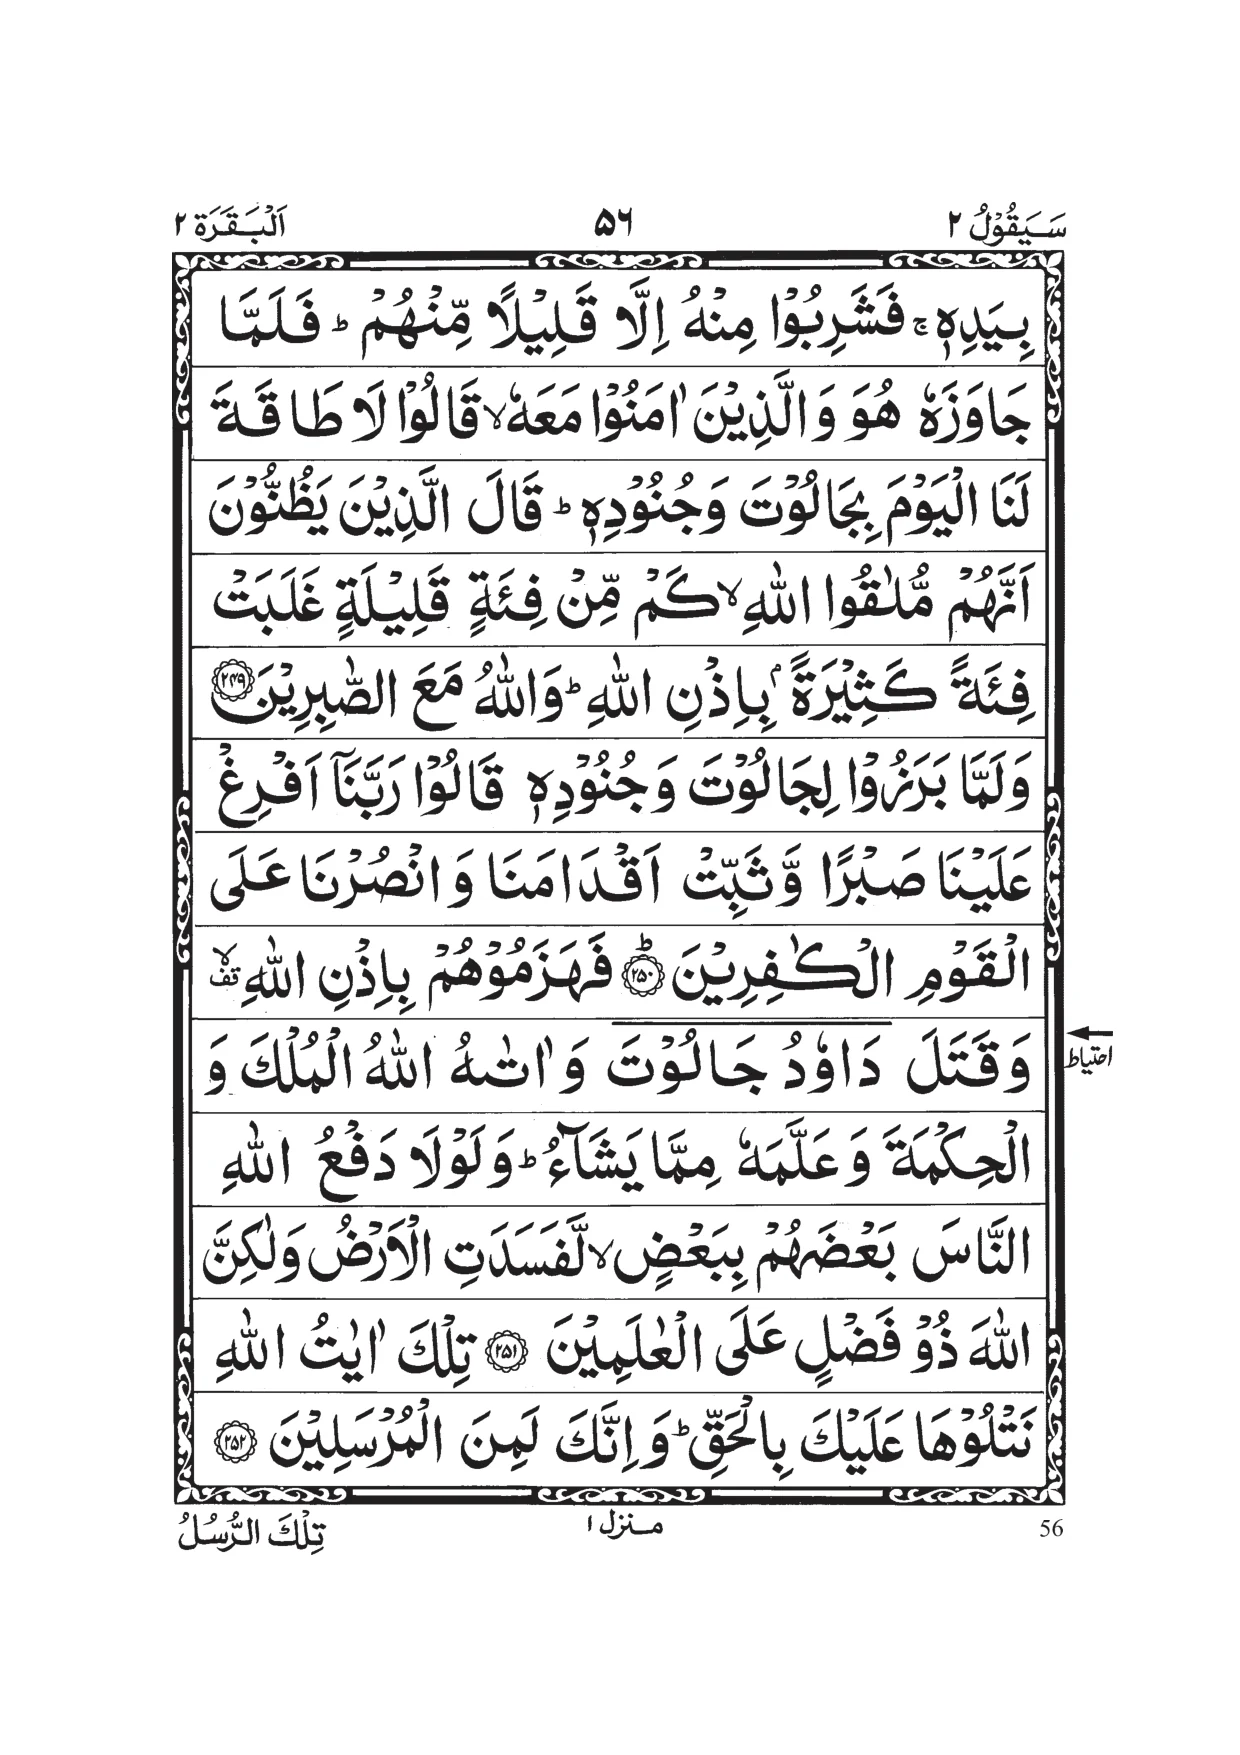 سَيَقُوْلُ ٢ ٥٦ اَلْبَقَرَة ٢
بِيَدِهٖ ۚ فَشَرِبُوْا مِنْهُ اِلَّا قَلِيْلًا مِّنْهُمْ ؕ فَلَمَّا
جَاوَزَهٗ هُوَ وَالَّذِيْنَ اٰمَنُوْا مَعَهٗ ۙ قَالُوْا لَا طَاقَةَ
لَنَا الْيَوْمَ بِجَالُوْتَ وَجُنُوْدِهٖ ؕ قَالَ الَّذِيْنَ يَظُنُّوْنَ
اَنَّهُمْ مُّلٰقُوا اللّٰهِ ۙ كَمْ مِّنْ فِئَةٍ قَلِيْلَةٍ غَلَبَتْ
فِئَةً كَثِيْرَةًۢ بِاِذْنِ اللّٰهِ ؕ وَاللّٰهُ مَعَ الصّٰبِرِيْنَ ﴿٢٤٩﴾
وَلَمَّا بَرَزُوْا لِجَالُوْتَ وَجُنُوْدِهٖ قَالُوْا رَبَّنَاۤ اَفْرِغْ
عَلَيْنَا صَبْرًا وَّثَبِّتْ اَقْدَامَنَا وَانْصُرْنَا عَلَى
الْقَوْمِ الْكٰفِرِيْنَ ﴿٢٥٠﴾ؕ فَهَزَمُوْهُمْ بِاِذْنِ اللّٰهِ ۙ قف
وَقَتَلَ دَاوٗدُ جَالُوْتَ وَاٰتٰىهُ اللّٰهُ الْمُلْكَ وَ
احتیاط
الْحِكْمَةَ وَعَلَّمَهٗ مِمَّا يَشَآءُ ؕ وَلَوْلَا دَفْعُ اللّٰهِ
النَّاسَ بَعْضَهُمْ بِبَعْضٍ ۙ لَّفَسَدَتِ الْاَرْضُ وَلٰكِنَّ
اللّٰهَ ذُوْ فَضْلٍ عَلَى الْعٰلَمِيْنَ ﴿٢٥١﴾ تِلْكَ اٰيٰتُ اللّٰهِ
نَتْلُوْهَا عَلَيْكَ بِالْحَقِّ ؕ وَاِنَّكَ لَمِنَ الْمُرْسَلِيْنَ ﴿٢٥٢﴾
56 منزل ١ تِلْكَ الرُّسُلُ